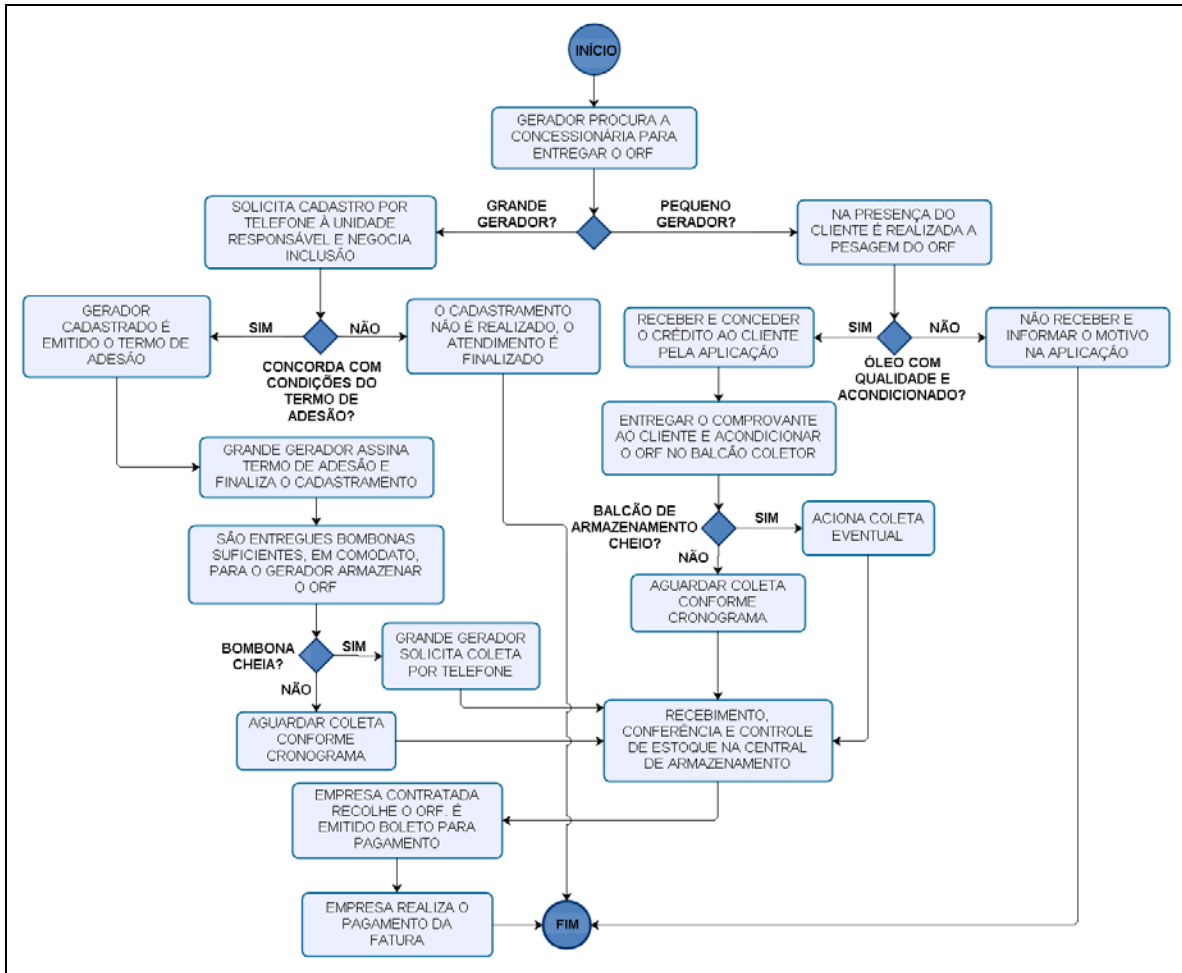 INÍCIO
GERADOR PROCURA A
CONCESSIONÁRIA PARA
ENTREGAR O ORF
GRANDE
GERADOR?
PEQUENO
GERADOR?
SOLICITA CADASTRO POR
TELEFONE À UNIDADE
RESPONSÁVEL E NEGOCIA
INCLUSÃO
NA PRESENÇA DO
CLIENTE É REALIZADA A
PESAGEM DO ORF
GERADOR
CADASTRADO É
EMITIDO O TERMO DE
ADESÃO
SIM
NÃO
CONCORDA COM
CONDIÇÕES DO
TERMO DE
ADESÃO?
O CADASTRAMENTO
NÃO É REALIZADO, O
ATENDIMENTO É
FINALIZADO
RECEBER E CONCEDER
O CRÉDITO AO CLIENTE
PELA APLICAÇÃO
SIM
NÃO
ÓLEO COM
QUALIDADE E
ACONDICIONADO?
NÃO RECEBER E
INFORMAR O MOTIVO
NA APLICAÇÃO
GRANDE GERADOR ASSINA
TERMO DE ADESÃO E
FINALIZA O CADASTRAMENTO
ENTREGAR O COMPROVANTE
AO CLIENTE E ACONDICIONAR
O ORF NO BALCÃO COLETOR
SÃO ENTREGUES BOMBONAS
SUFICIENTES, EM COMODATO,
PARA O GERADOR ARMAZENAR
O ORF
BALCÃO DE
ARMAZENAMENTO
CHEIO?
SIM
NÃO
ACIONA COLETA
EVENTUAL
AGUARDAR COLETA
CONFORME
CRONOGRAMA
BOMBONA
CHEIA?
SIM
NÃO
GRANDE GERADOR
SOLICITA COLETA
POR TELEFONE
AGUARDAR COLETA
CONFORME
CRONOGRAMA
RECEBIMENTO,
CONFERÊNCIA E CONTROLE
DE ESTOQUE NA CENTRAL
DE ARMAZENAMENTO
EMPRESA CONTRATADA
RECOLHE O ORF. É
EMITIDO BOLETO PARA
PAGAMENTO
EMPRESA REALIZA O
PAGAMENTO DA
FATURA
FIM